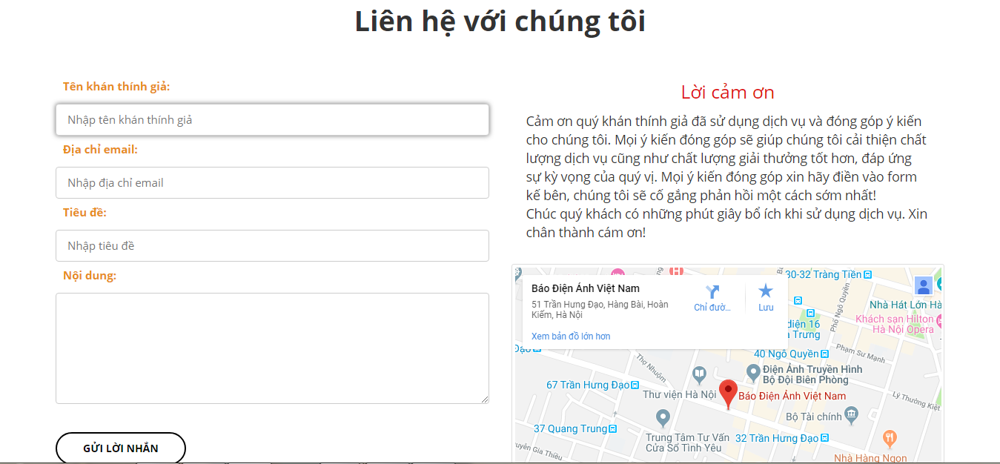 Liên hệ với chúng tôi
Tên khán thính giả:
Nhập tên khán thính giả
Địa chỉ email:
Nhập địa chỉ email
Tiêu đề:
Nhập tiêu đề
Nội dung:
GỬI LỜI NHẮN
Lời cảm ơn
Cảm ơn quý khán thính giả đã sử dụng dịch vụ và đóng góp ý kiến
cho chúng tôi. Mọi ý kiến đóng góp sẽ giúp chúng tôi cải thiện chất
lượng dịch vụ cũng như chất lượng giải thưởng tốt hơn, đáp ứng
sự kỳ vọng của quý vị. Mọi ý kiến đóng góp xin hãy điền vào form
kế bên, chúng tôi sẽ cố gắng phản hồi một cách sớm nhất!
Chúc quý khách có những phút giây bổ ích khi sử dụng dịch vụ. Xin
chân thành cám ơn!
Báo Điện Ảnh Việt Nam
51 Trần Hưng Đạo, Hàng Bài, Hoàn
Kiếm, Hà Nội
Chỉ đườ...
Lưu
Xem bản đồ lớn hơn
30-32 Tràng Tiền
Phố Ngô Quyền
Nhà Hát Lớn Hà
Khách sạn Hilton
Hà Nội Opera
điện 16
Trưng
40 Ngô Quyền
Phạm Sư Mạnh
Thợ Nhuộm
Điện Ảnh Truyền Hình
Bộ Đội Biên Phòng
67 Trần Hưng Đạo
Thư viện Hà Nội
Báo Điện Ảnh Việt Nam
Lý Thường Kiệt
Bộ Tài chính
37 Quang Trung
Trung Tâm Tư Vấn
Cửa Sổ Tình Yêu
32 Trần Hưng Đạo
uyên Gia Thiều
Nhà Hàng Ngon